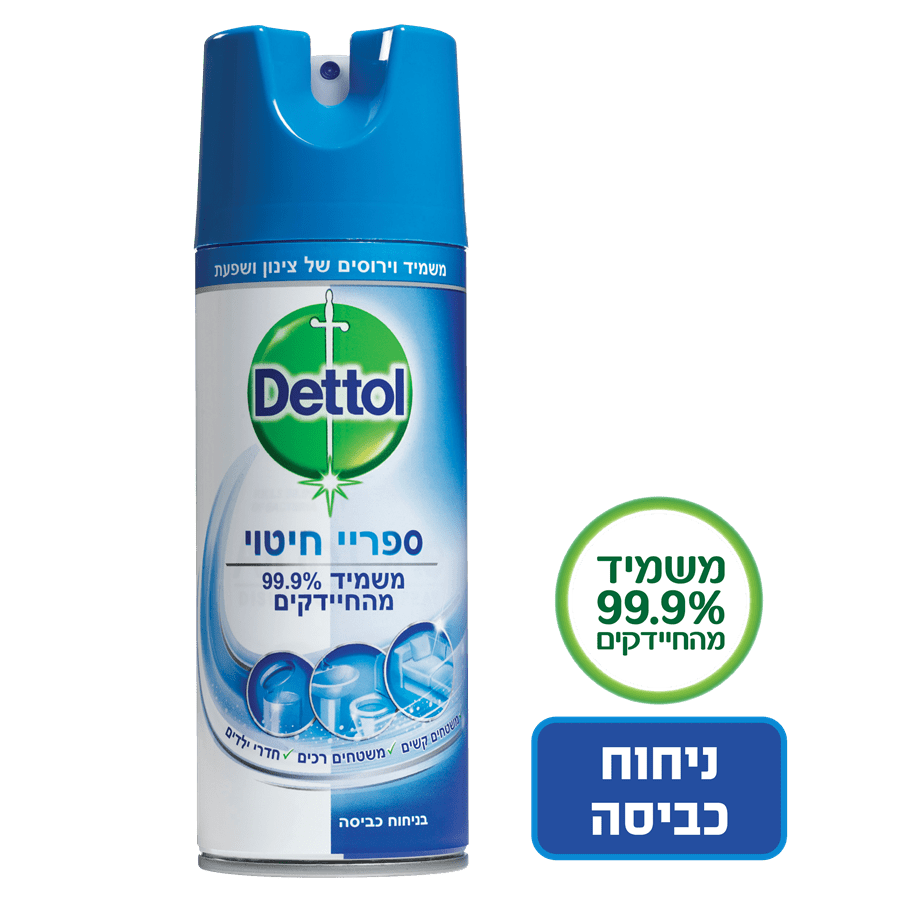 משמיד וירוסים של צינון ושפעת
Dettol
ספריי חיטוי
משמיד 99.9%
מהחיידקים
משטחים קשים ✓ משטחים רכים ✓ חדרי ילדים
בניחוח כביסה
משמיד
99.9%
מהחיידקים
ניחוח
כביסה